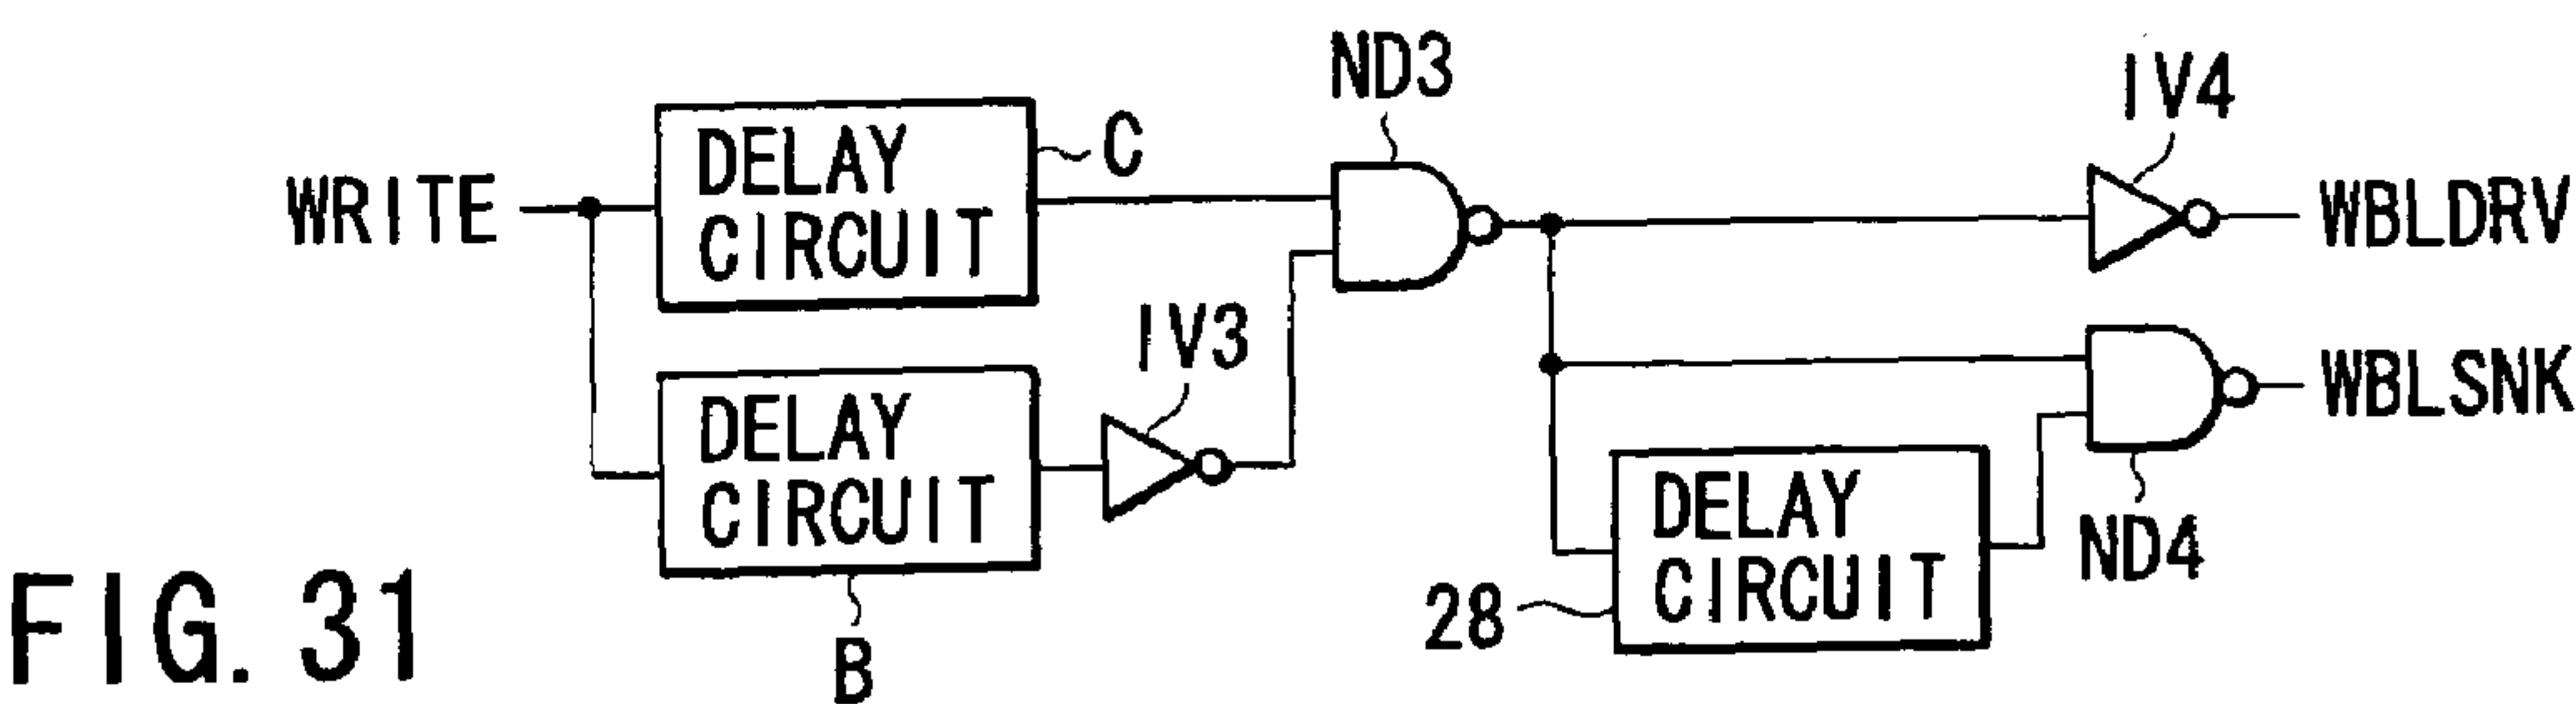 ND3
IV4
DELAY
CIRCUIT
C
WRITE
WBLDRV
IV3
DELAY
CIRCUIT
WBLSNK
DELAY
CIRCUIT
ND4
28
B
FIG. 31